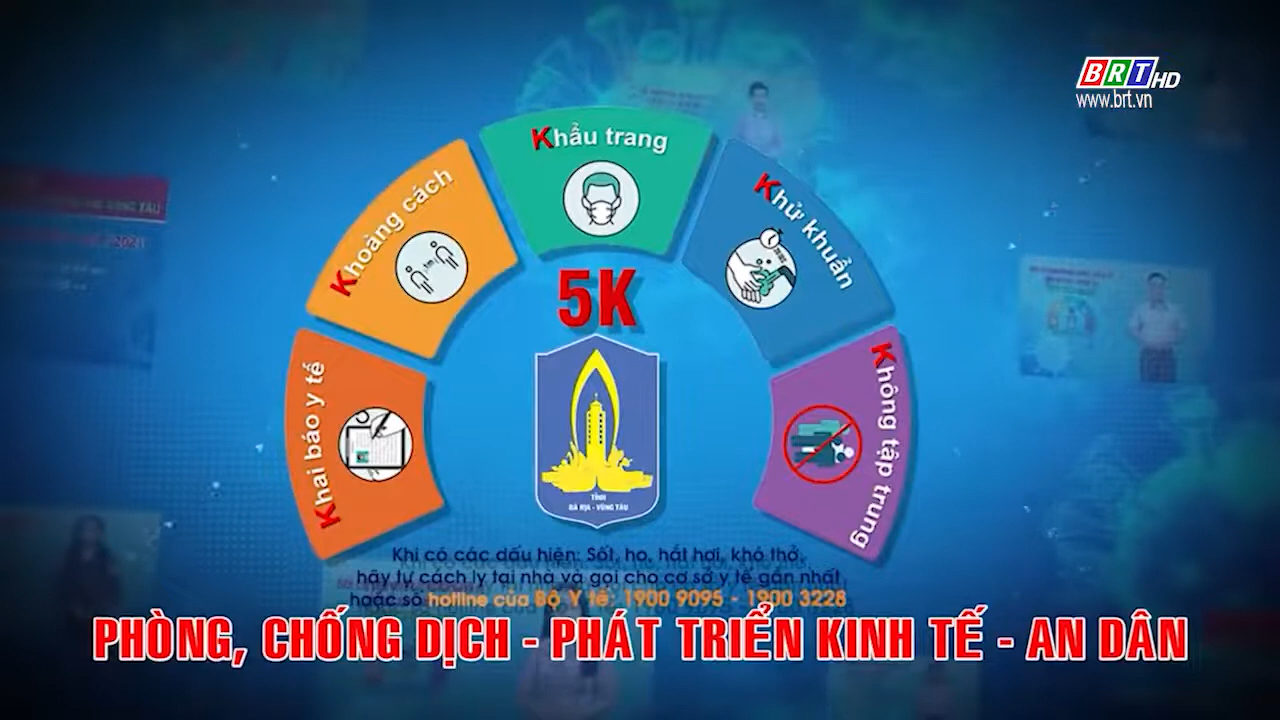 BRT HD
www.brt.vn
Khẩu trang
Khoảng cách
Khử khuẩn
Khai báo y tế
Không tập trung
5K
TỈNH
BÀ RỊA - VŨNG TÀU
Khi có các dấu hiện: Sốt, ho, hắt hơi, khó thở,
hãy tự cách ly tại nhà và gọi cho cơ sở y tế gần nhất
hoặc số hotline của Bộ Y tế: 1900 9095 - 1900 3228
PHÒNG, CHỐNG DỊCH - PHÁT TRIỂN KINH TẾ - AN DÂN